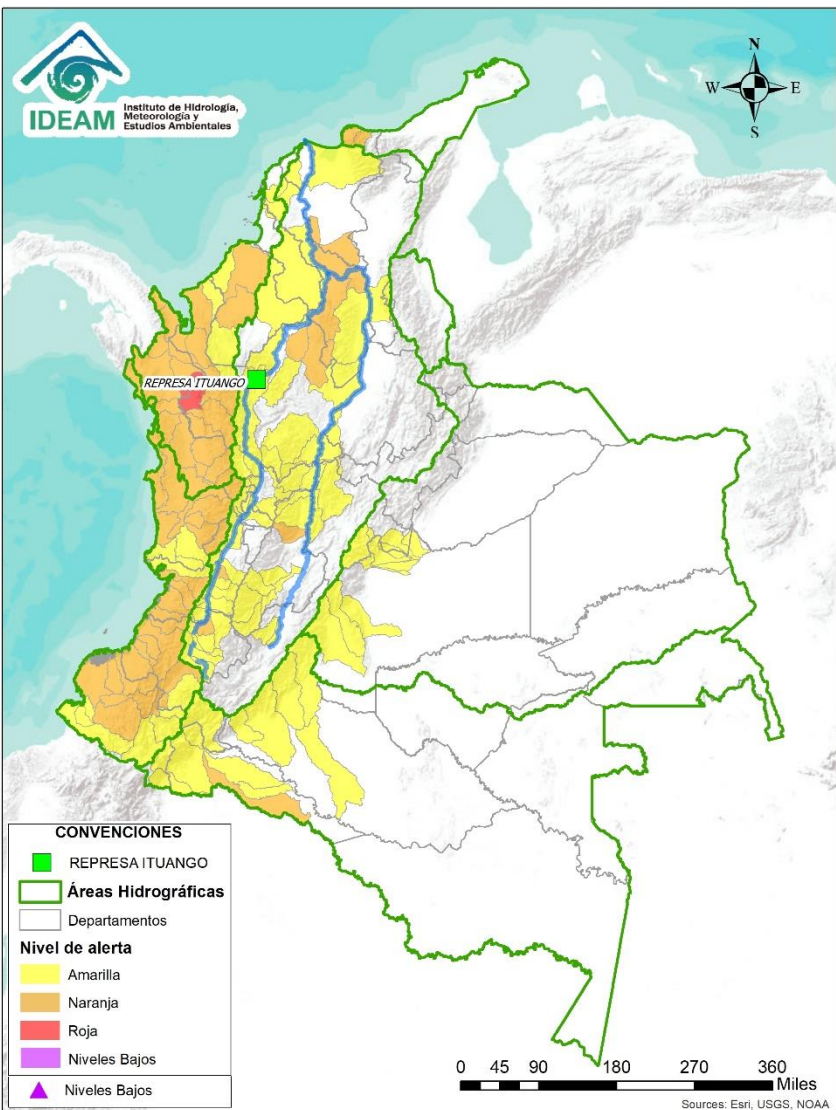 IDEAM
Instituto de Hidrología,
Meteorología y
Estudios Ambientales
N
W
E
S
REPRESA ITUANGO
CONVENCIONES
REPRESA ITUANGO
Áreas Hidrográficas
Departamentos
Nivel de alerta
Amarilla
Naranja
Roja
Niveles Bajos
Niveles Bajos
0 45 90 180 270 360
Miles
Sources: Esri, USGS, NOAA